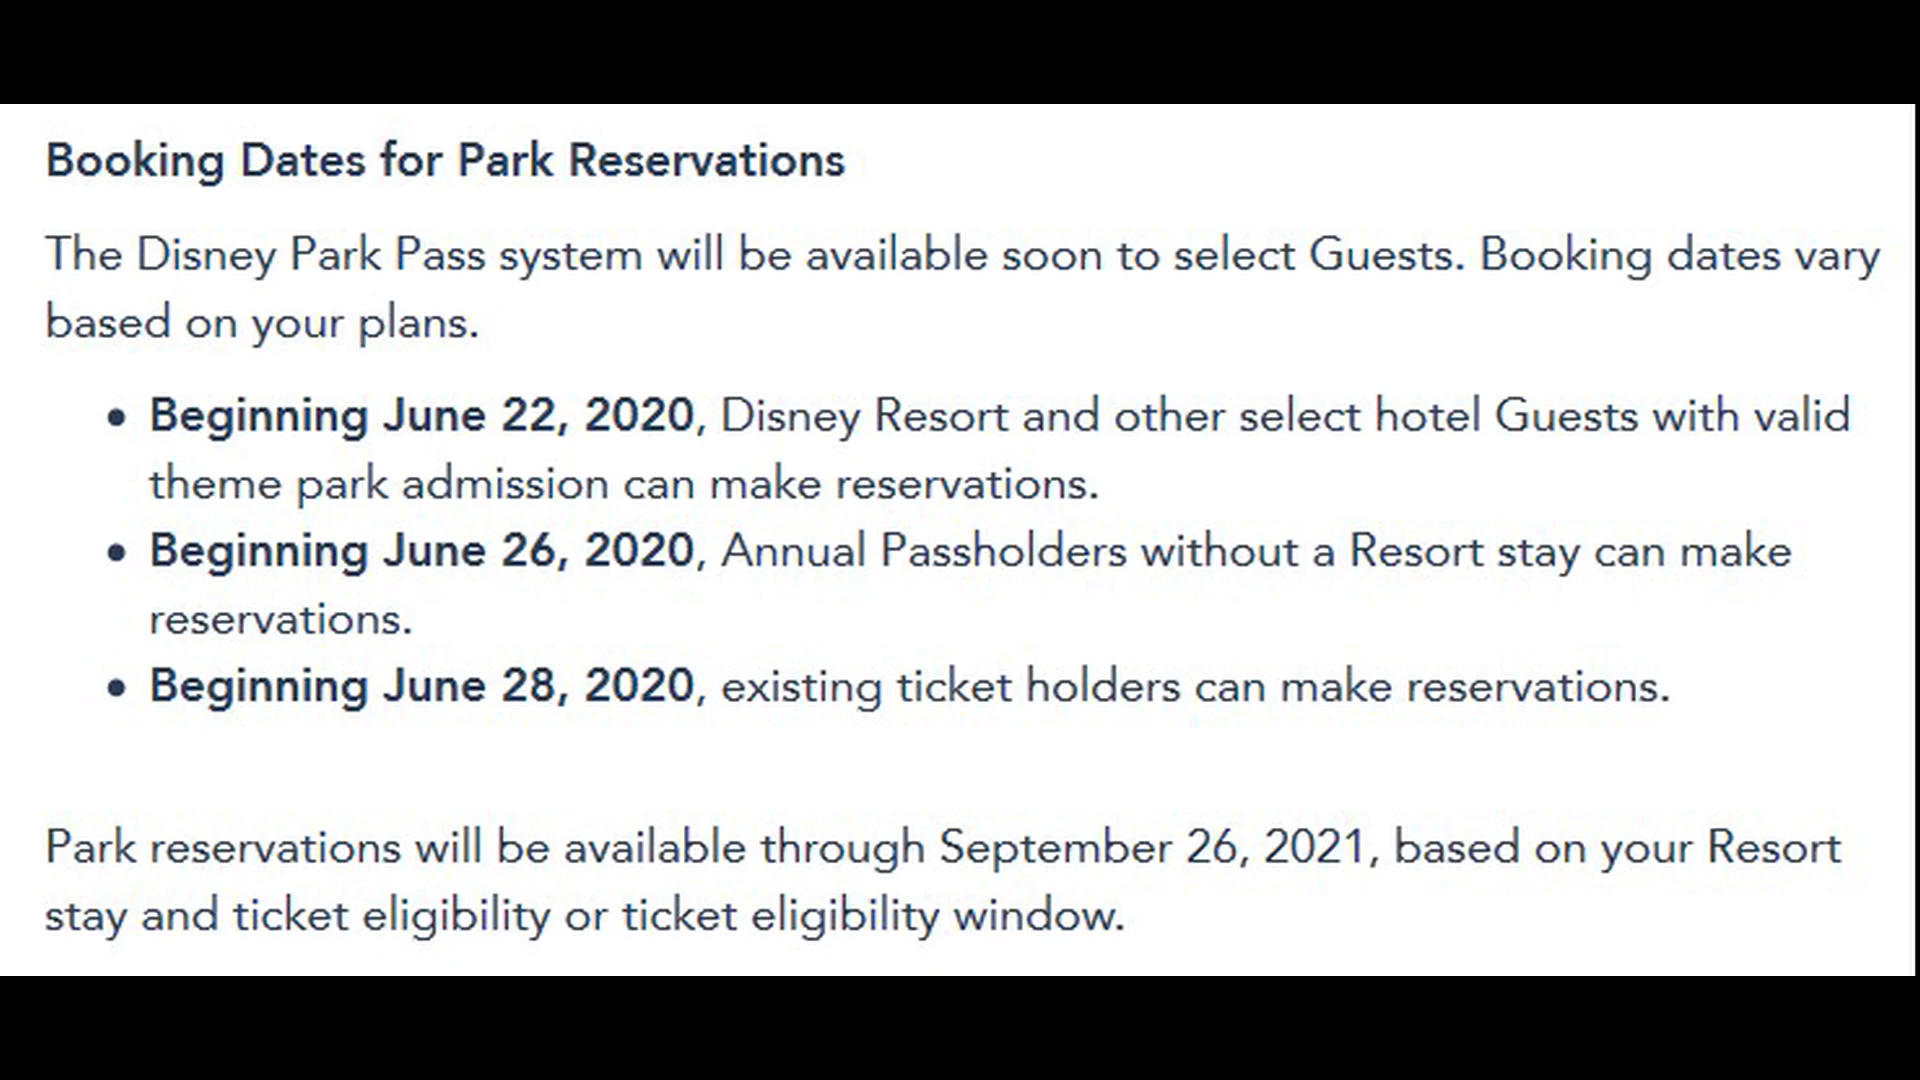 Booking Dates for Park Reservations
The Disney Park Pass system will be available soon to select Guests. Booking dates vary
based on your plans.
• Beginning June 22, 2020, Disney Resort and other select hotel Guests with valid
theme park admission can make reservations.
• Beginning June 26, 2020, Annual Passholders without a Resort stay can make
reservations.
• Beginning June 28, 2020, existing ticket holders can make reservations.
Park reservations will be available through September 26, 2021, based on your Resort
stay and ticket eligibility or ticket eligibility window.